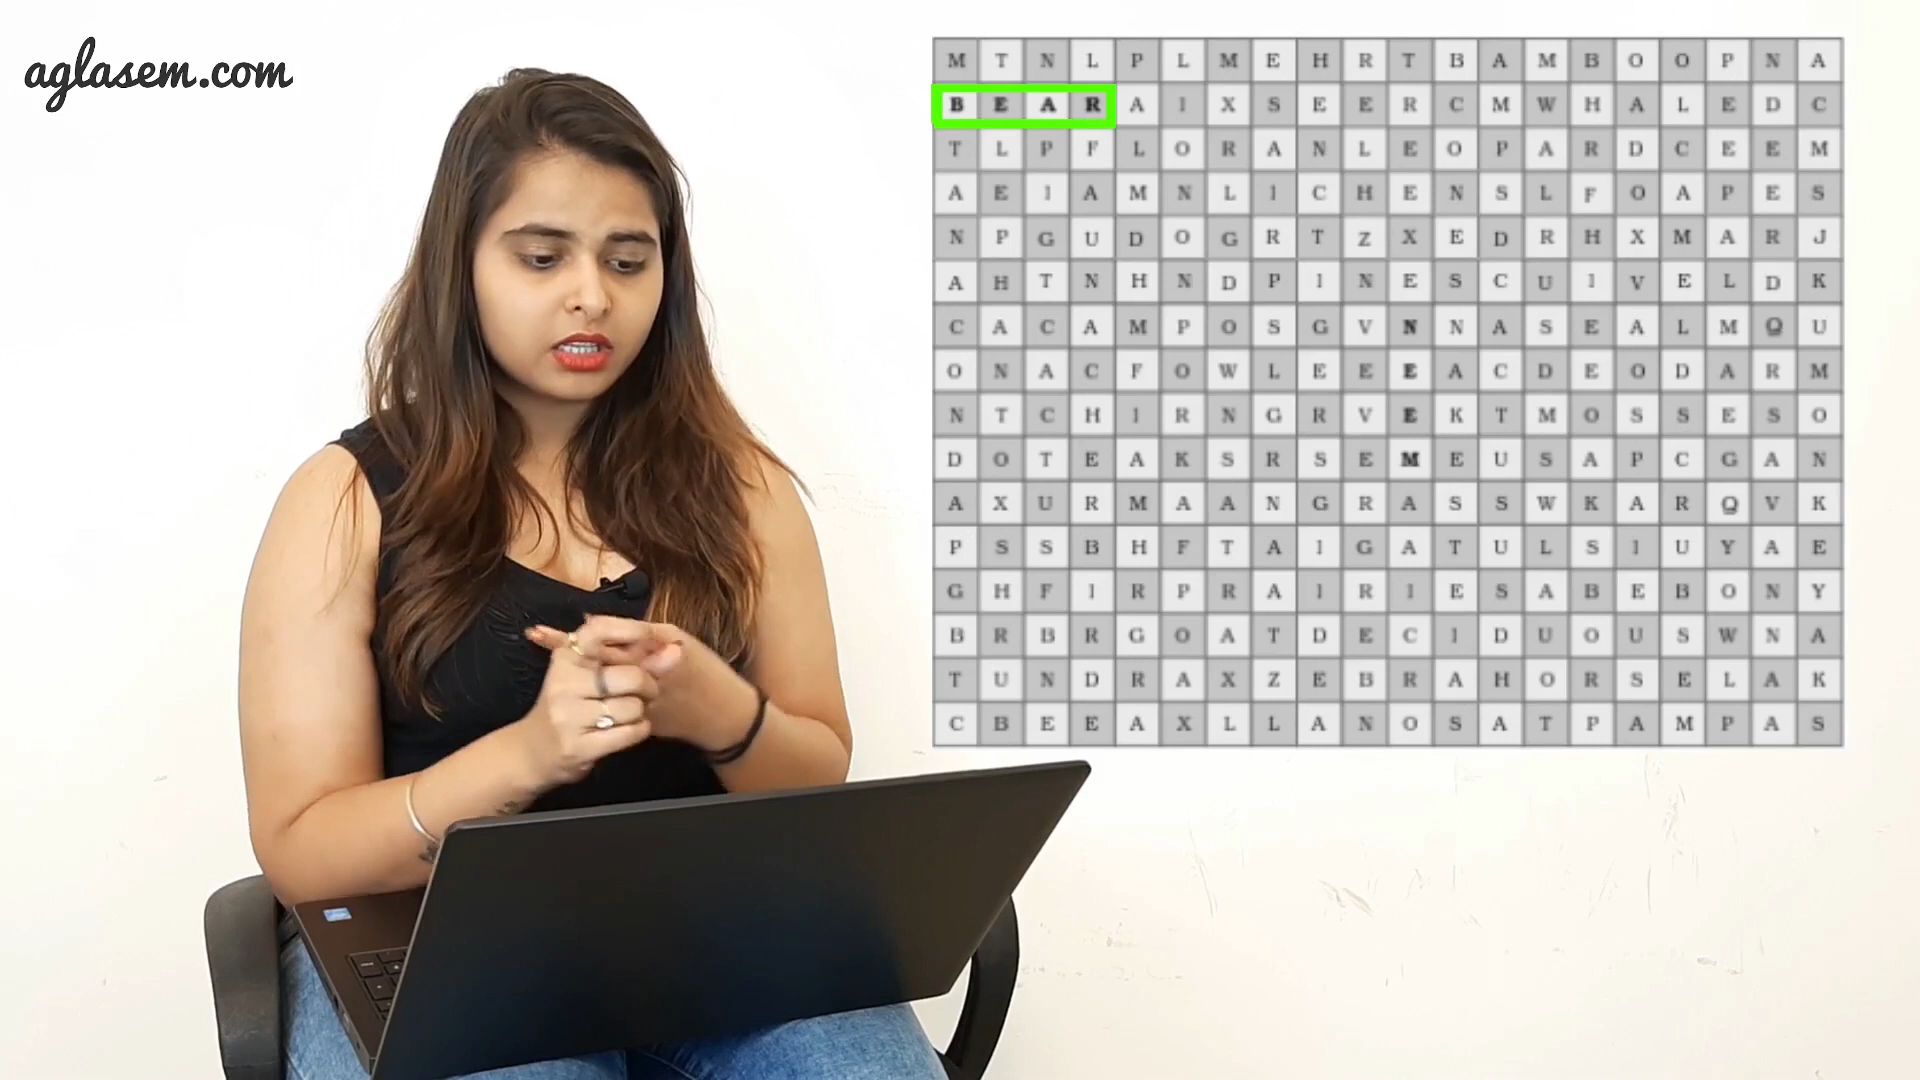 aglasem.com
M T N L P L M E H R T B A M B O O P N A
B E A R A I X S E E R C M W H A L E D C
T L P F L O R A N L E O P A R D C E E M
A E I A M N L I C H E N S L F O A P E S
N P G U D O G R T Z X E D R H X M A R J
A H T N H N D P I N E S C U I V E L D K
C A C A M P O S G V N N A S E A L M Q U
O N A C F O W L E E E A C D E O D A R M
N T C H I R N G R V E K T M O S S E S O
D O T E A K S R S E M E U S A P C G A N
A X U R M A A N G R A S S W K A R Q V K
P S S B H F T A I G A T U L S I U Y A E
G H F I R P R A I R I E S A B E B O N Y
B R B R G O A T D E C I D U O U S W N A
T U N D R A X Z E B R A H O R S E L A K
C B E E A X L L A N O S A T P A M P A S